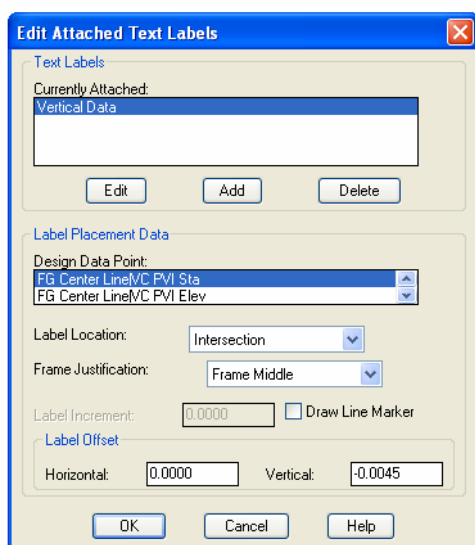 Edit Attached Text Labels
Text Labels
Currently Attached:
Vertical Data
Edit Add Delete
Label Placement Data
Design Data Point:
FG Center Line|VC PVI Sta
FG Center Line|VC PVI Elev
Label Location: Intersection
Frame Justification: Frame Middle
Label Increment: 0.0000 Draw Line Marker
Label Offset
Horizontal: 0.0000 Vertical: -0.0045
OK Cancel Help